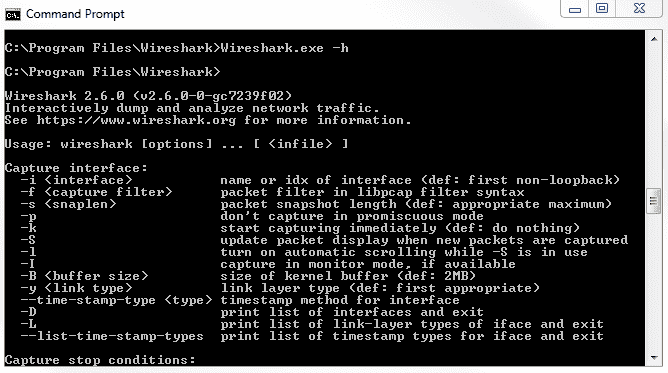 Command Prompt
C:\Program Files\Wireshark>Wireshark.exe -h
C:\Program Files\Wireshark>
Wireshark 2.6.0 (v2.6.0-0-gc7239f02)
Interactively dump and analyze network traffic.
See https://www.wireshark.org for more information.
Usage: wireshark [options] ... [ <infile> ]
Capture interface:
-i <interface> name or idx of interface (def: first non-loopback)
-f <capture filter> packet filter in libpcap filter syntax
-s <snaplen> packet snapshot length (def: appropriate maximum)
-p don't capture in promiscuous mode
-k start capturing immediately (def: do nothing)
-S update packet display when new packets are captured
-l turn on automatic scrolling while -S is in use
-I capture in monitor mode, if available
-B <buffer size> size of kernel buffer (def: 2MB)
-y <link type> link layer type (def: first appropriate)
--time-stamp-type <type> timestamp method for interface
-D print list of interfaces and exit
-L print list of link-layer types of iface and exit
--list-time-stamp-types print list of timestamp types for iface and exit
Capture stop conditions: